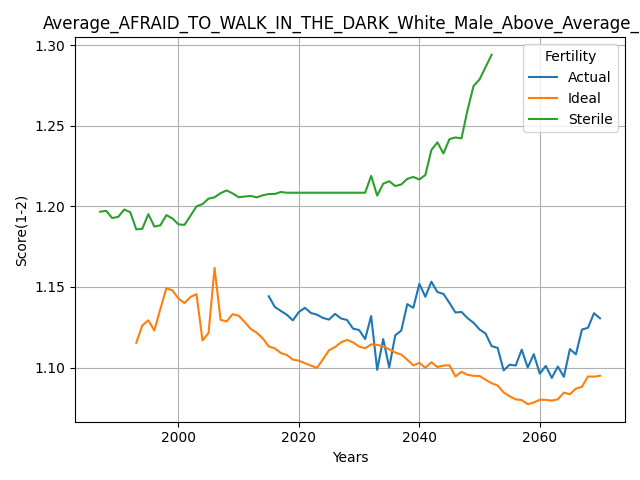 Average_AFRAID_TO_WALK_IN_THE_DARK_White_Male_Above_Average_
1.30
1.25
1.20
1.15
1.10
Score(1-2)
Fertility
Actual
Ideal
Sterile
2000
2020
2040
2060
Years